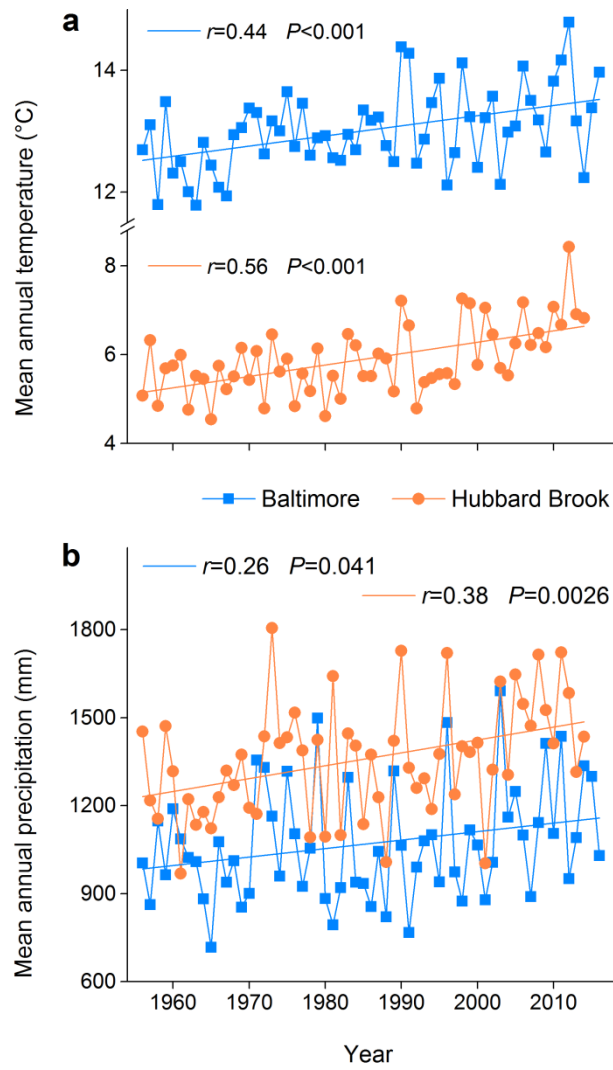 a
r=0.44 P<0.001
14
12
r=0.56 P<0.001
8
6
4
Mean annual temperature (°C)
Baltimore Hubbard Brook
b
r=0.26 P=0.041
r=0.38 P=0.0026
1800
1500
1200
900
600
Mean annual precipitation (mm)
1960 1970 1980 1990 2000 2010
Year